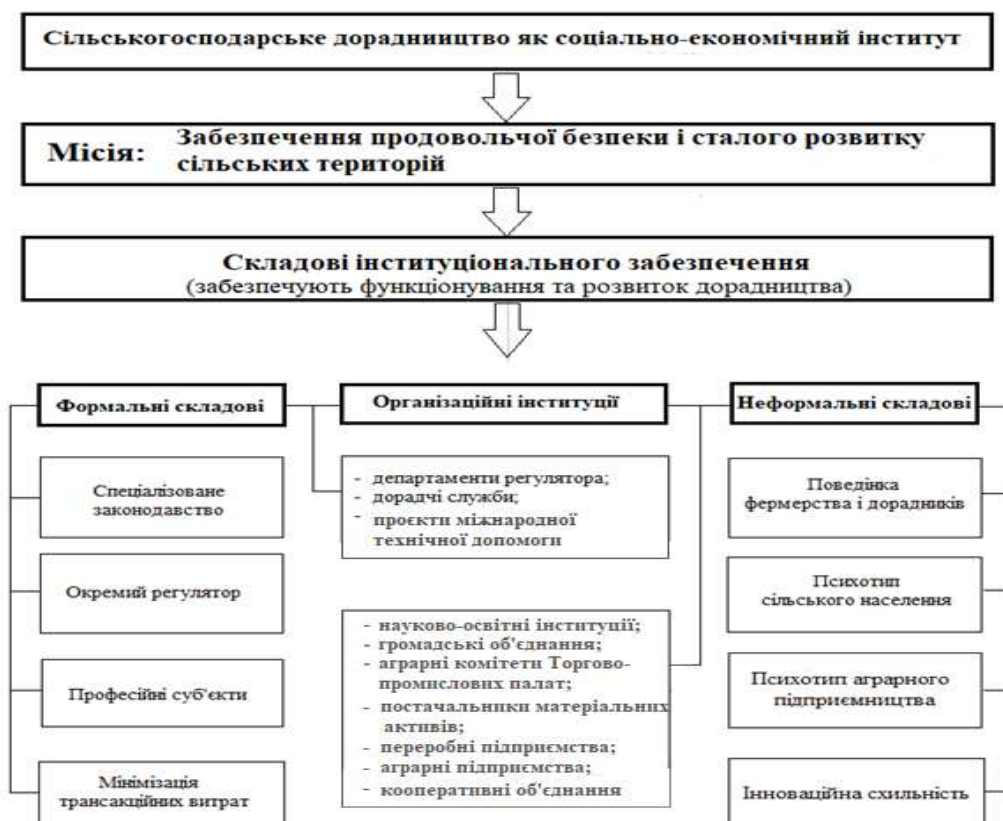 Сільськогосподарське дорадниицтво як соціально-економічний інститут
Місія: Забезпечення продовольчої безпеки і сталого розвитку
сільських територій
Складові інституціонального забезпечення
(забезпечують функціонування та розвиток дорадництва)
Формальні складові
Спеціалізоване
законодавство
Окремий регулятор
Професійні суб'єкти
Мінімізація
трансакційних витрат
Організаційні інституції
- департаменти регулятора;
- дорадчі служби;
- проєкти міжнародної
технічної допомоги
- науково-освітні інституції;
- громадські об'єднання;
- аграрні комітети Торгово-
промислових палат;
- постачальники матеріальних
активів;
- переробні підприємства;
- аграрні підприємства;
- кооперативні об'єднання
Неформальні складові
Поведінка
фермерства і дорадників
Психотип
сільського населення
Психотип аграрного
підприємництва
Інноваційна схильність